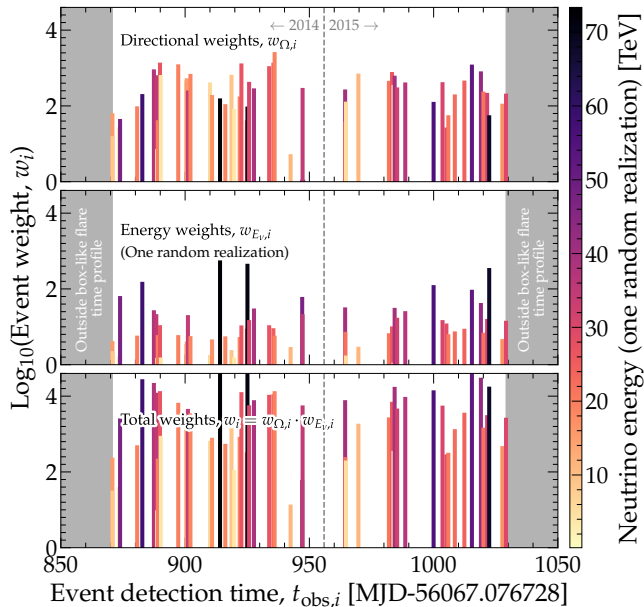 ← 2014 2015 →
Directional weights, w_{Ω,i}
4
2
0
Energy weights, w_{E_ν,i}
(One random realization)
Outside box-like flare
time profile
Outside box-like flare
time profile
4
2
0
Total weights, w_i = w_{Ω,i} · w_{E_ν,i}
4
2
0
850 900 950 1000 1050
Event detection time, t_{obs,i} [MJD-56067.076728]
Log_{10}(Event weight, w_i)
70
60
50
40
30
20
10
0
Neutrino energy (one random realization) [TeV]